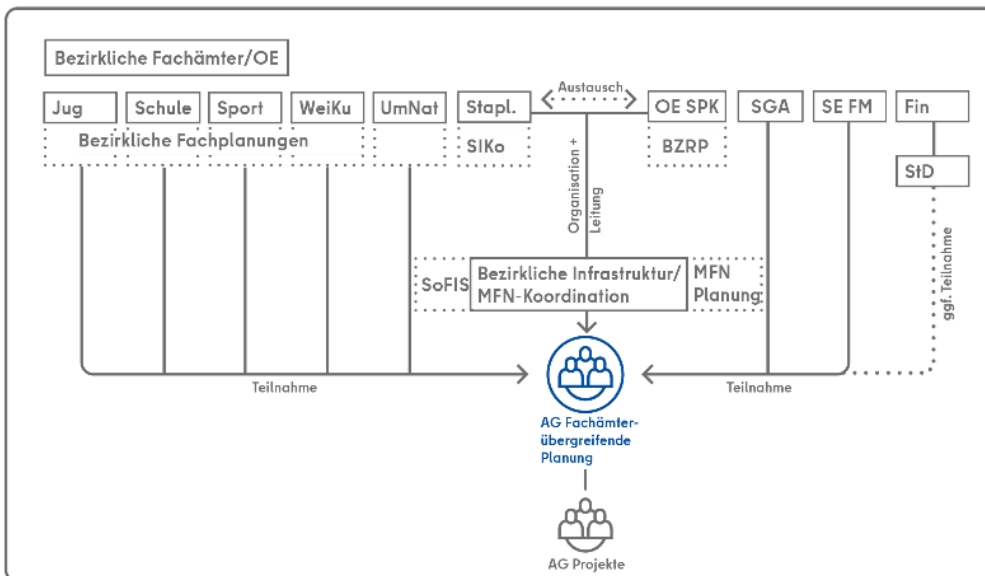 Bezirkliche Fachämter/OE
Austausch
Jug
Schule
Sport
WeiKu
UmNat
Stapl.
OE SPK
SGA
SE FM
Fin
Bezirkliche Fachplanungen
SIKo
BZRP
StD
Organisation +
Leitung
SoFIS
Bezirkliche Infrastruktur/
MFN-Koordination
MFN
Planung
ggf. Teilnahme
Teilnahme
Teilnahme
AG Fachämter-
übergreifende
Planung
AG Projekte